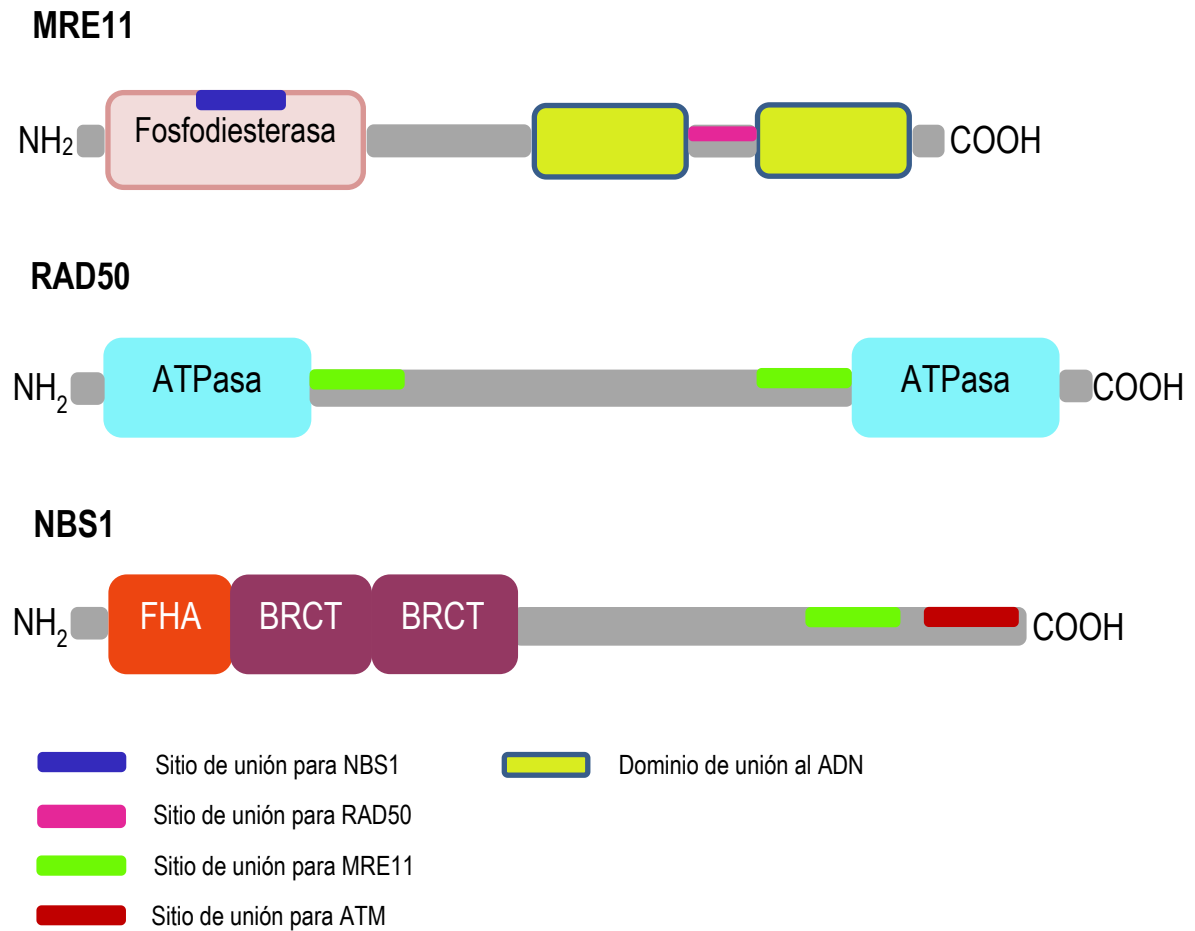 MRE11
NH2 Fosfodiesterasa COOH
RAD50
NH2 ATPasa ATPasa COOH
NBS1
NH2 FHA BRCT BRCT COOH
Sitio de unión para NBS1 Dominio de unión al ADN
Sitio de unión para RAD50
Sitio de unión para MRE11
Sitio de unión para ATM